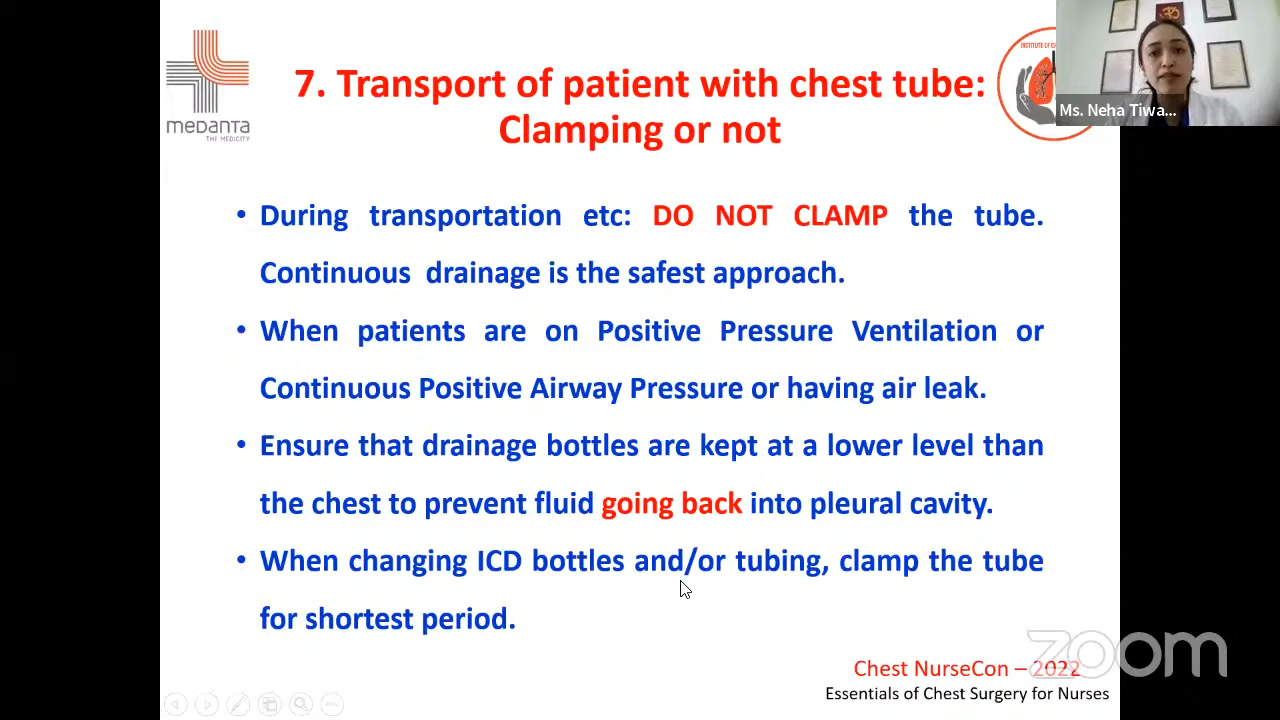 MEDANTA
THE MEDICITY
INSTITUTE OF
Ms. Neha Tiwa...
7. Transport of patient with chest tube:
Clamping or not
• During transportation etc: DO NOT CLAMP the tube.
Continuous drainage is the safest approach.
• When patients are on Positive Pressure Ventilation or
Continuous Positive Airway Pressure or having air leak.
• Ensure that drainage bottles are kept at a lower level than
the chest to prevent fluid going back into pleural cavity.
• When changing ICD bottles and/or tubing, clamp the tube
for shortest period.
zoom
Chest NurseCon – 2022
Essentials of Chest Surgery for Nurses